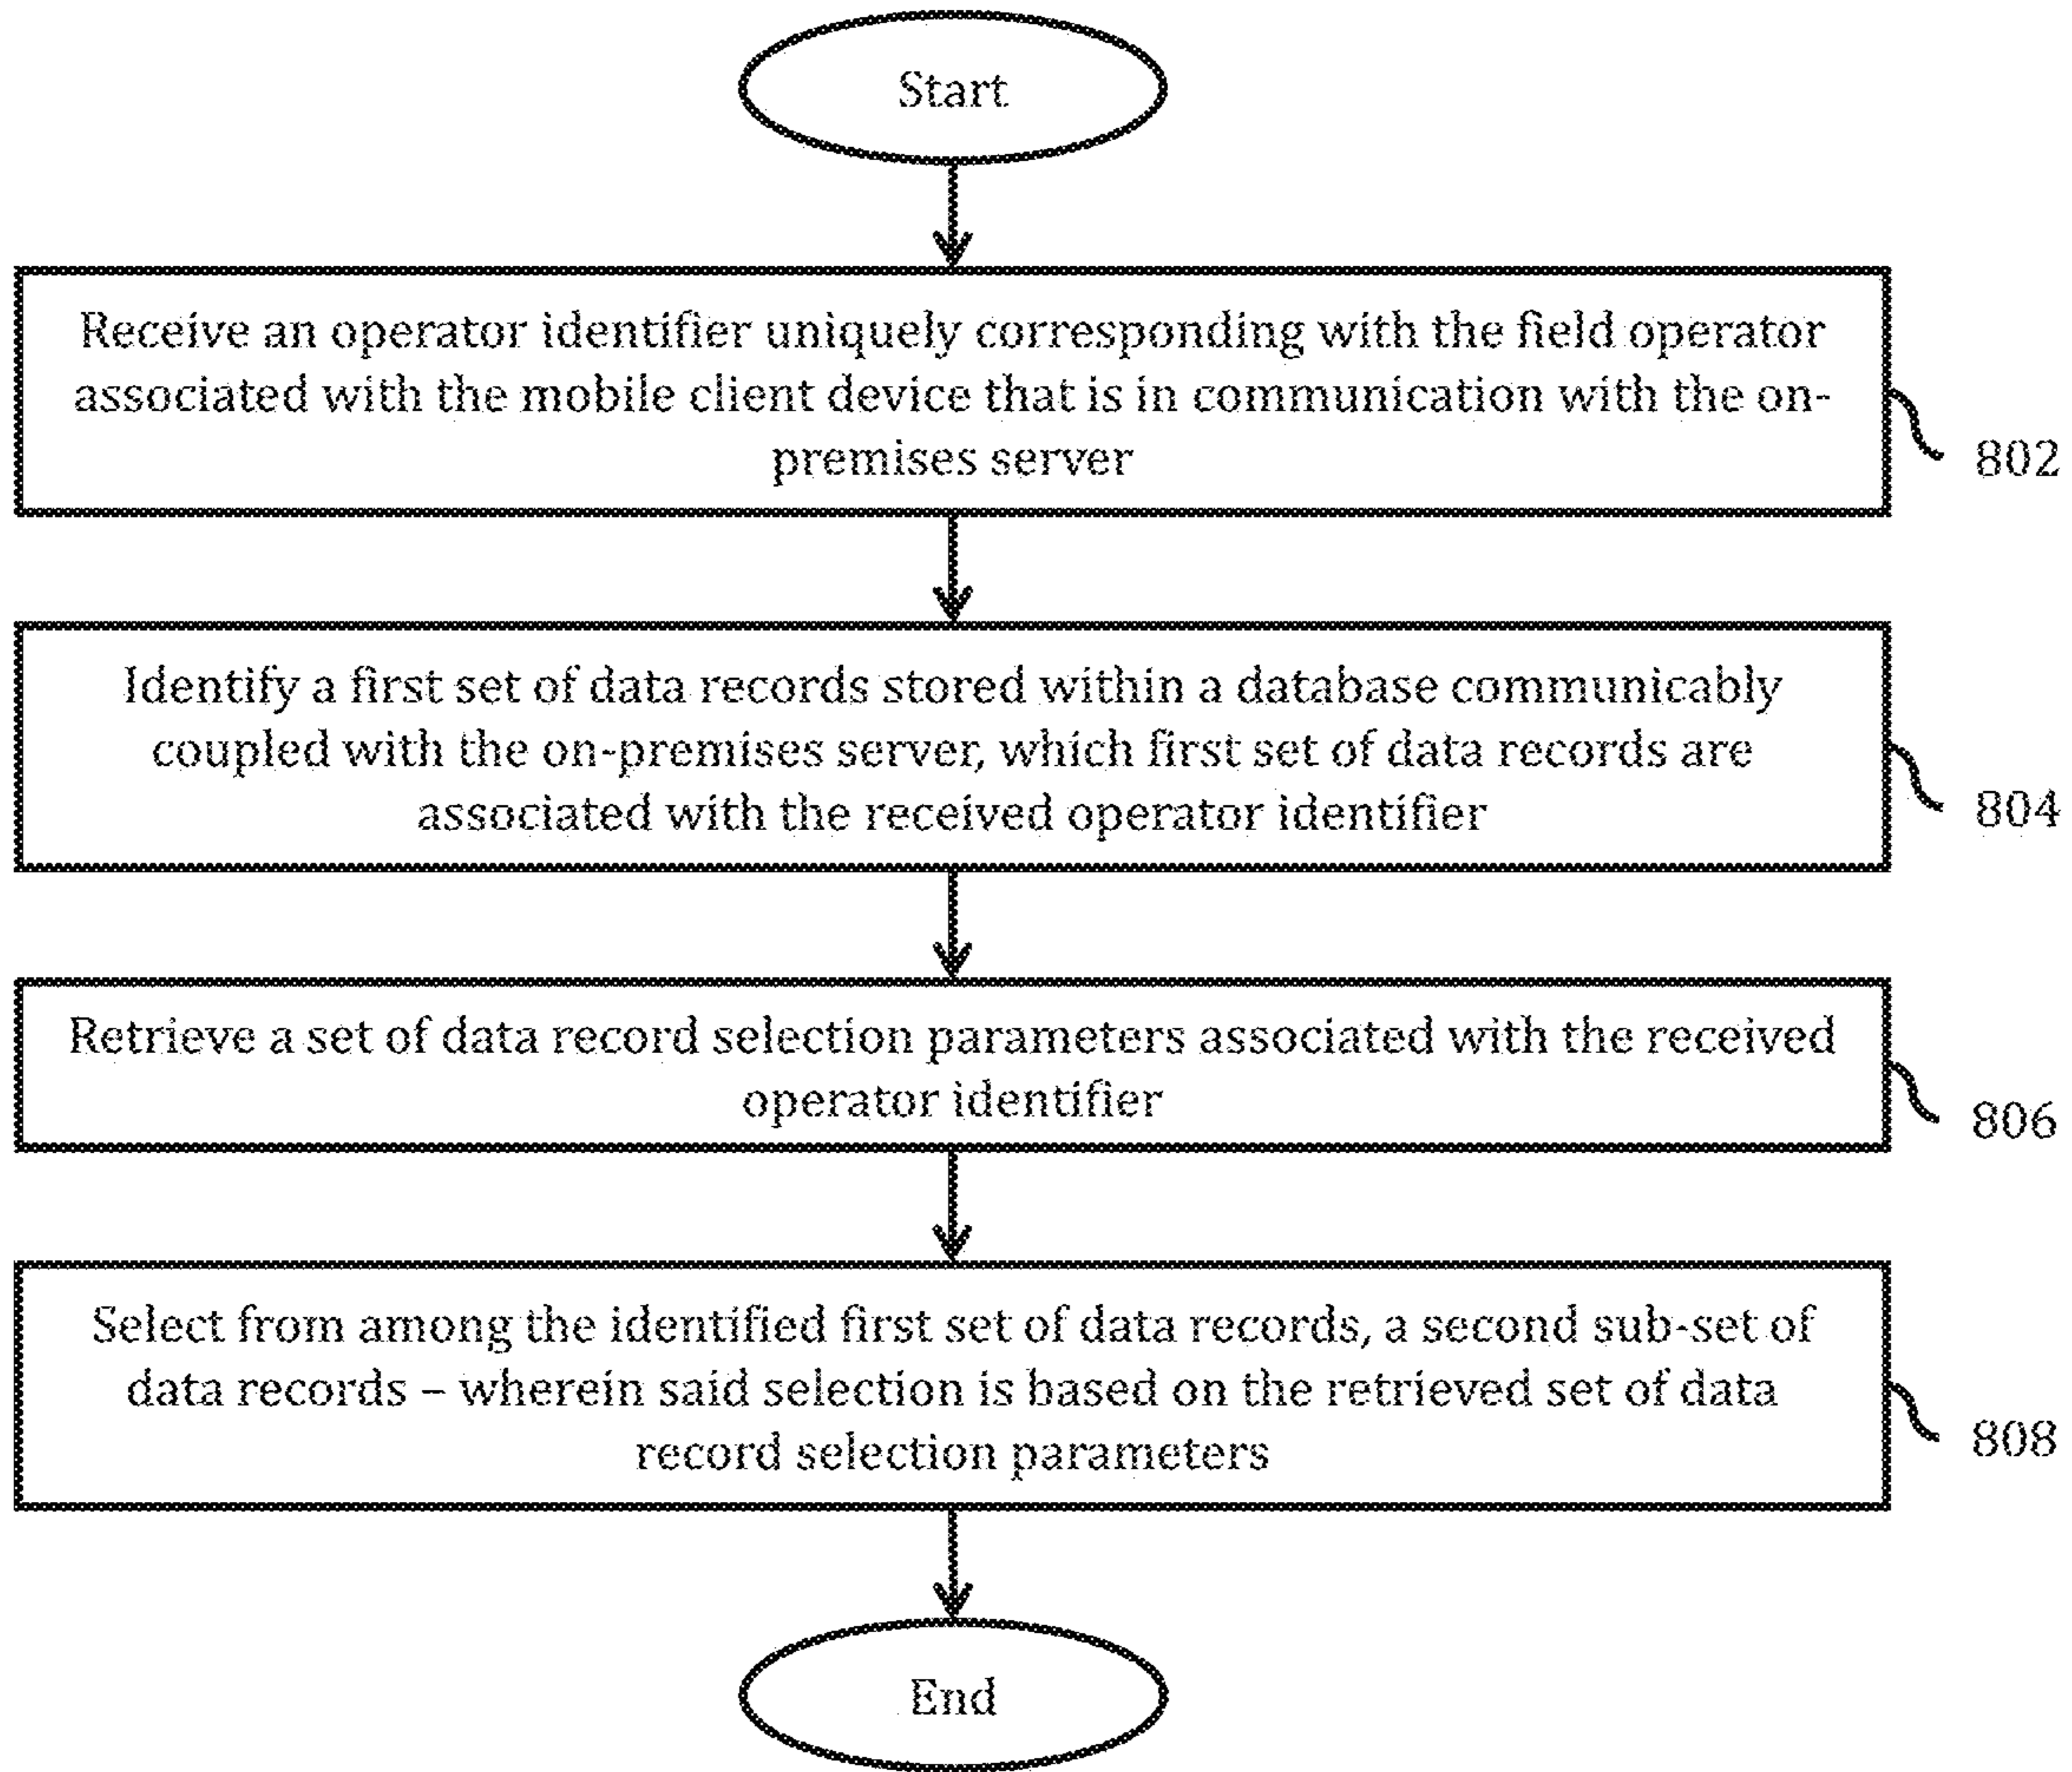 Start
Receive an operator identifier uniquely corresponding with the field operator
associated with the mobile client device that is in communication with the on-
premises server
802
Identify a first set of data records stored within a database communicably
coupled with the on-premises server, which first set of data records are
associated with the received operator identifier
804
Retrieve a set of data record selection parameters associated with the received
operator identifier
806
Select from among the identified first set of data records, a second sub-set of
data records – wherein said selection is based on the retrieved set of data
record selection parameters
808
End